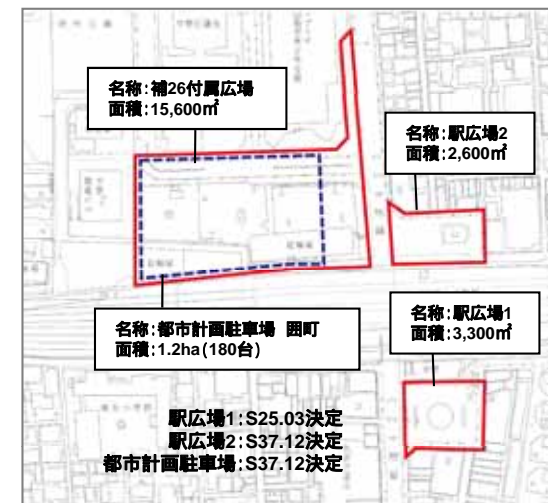 名称:補26付属広場
面積:15,600㎡
名称:駅広場2
面積:2,600㎡
名称:都市計画駐車場 囲町
面積:1.2ha(180台)
名称:駅広場1
面積:3,300㎡
駅広場1:S25.03決定
駅広場2:S37.12決定
都市計画駐車場:S37.12決定